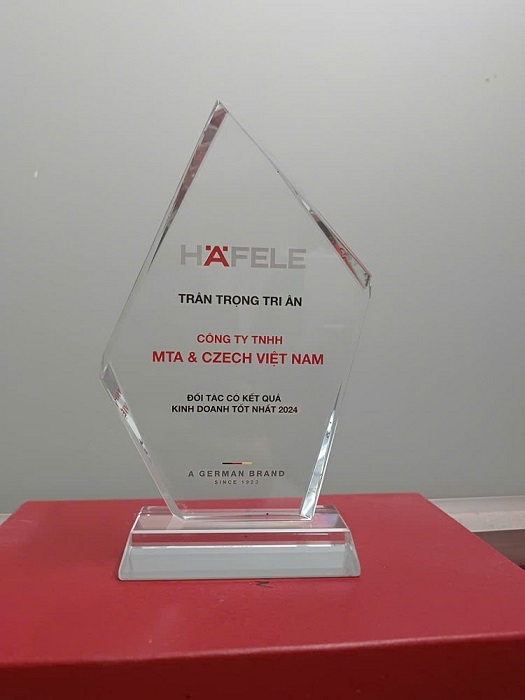 HÄFELE
TRÂN TRỌNG TRI ÂN
CÔNG TY TNHH
MTA & CZECH VIỆT NAM
ĐỐI TÁC CÓ KẾT QUẢ
KINH DOANH TỐT NHẤT 2024
A GERMAN BRAND
SINCE 1923